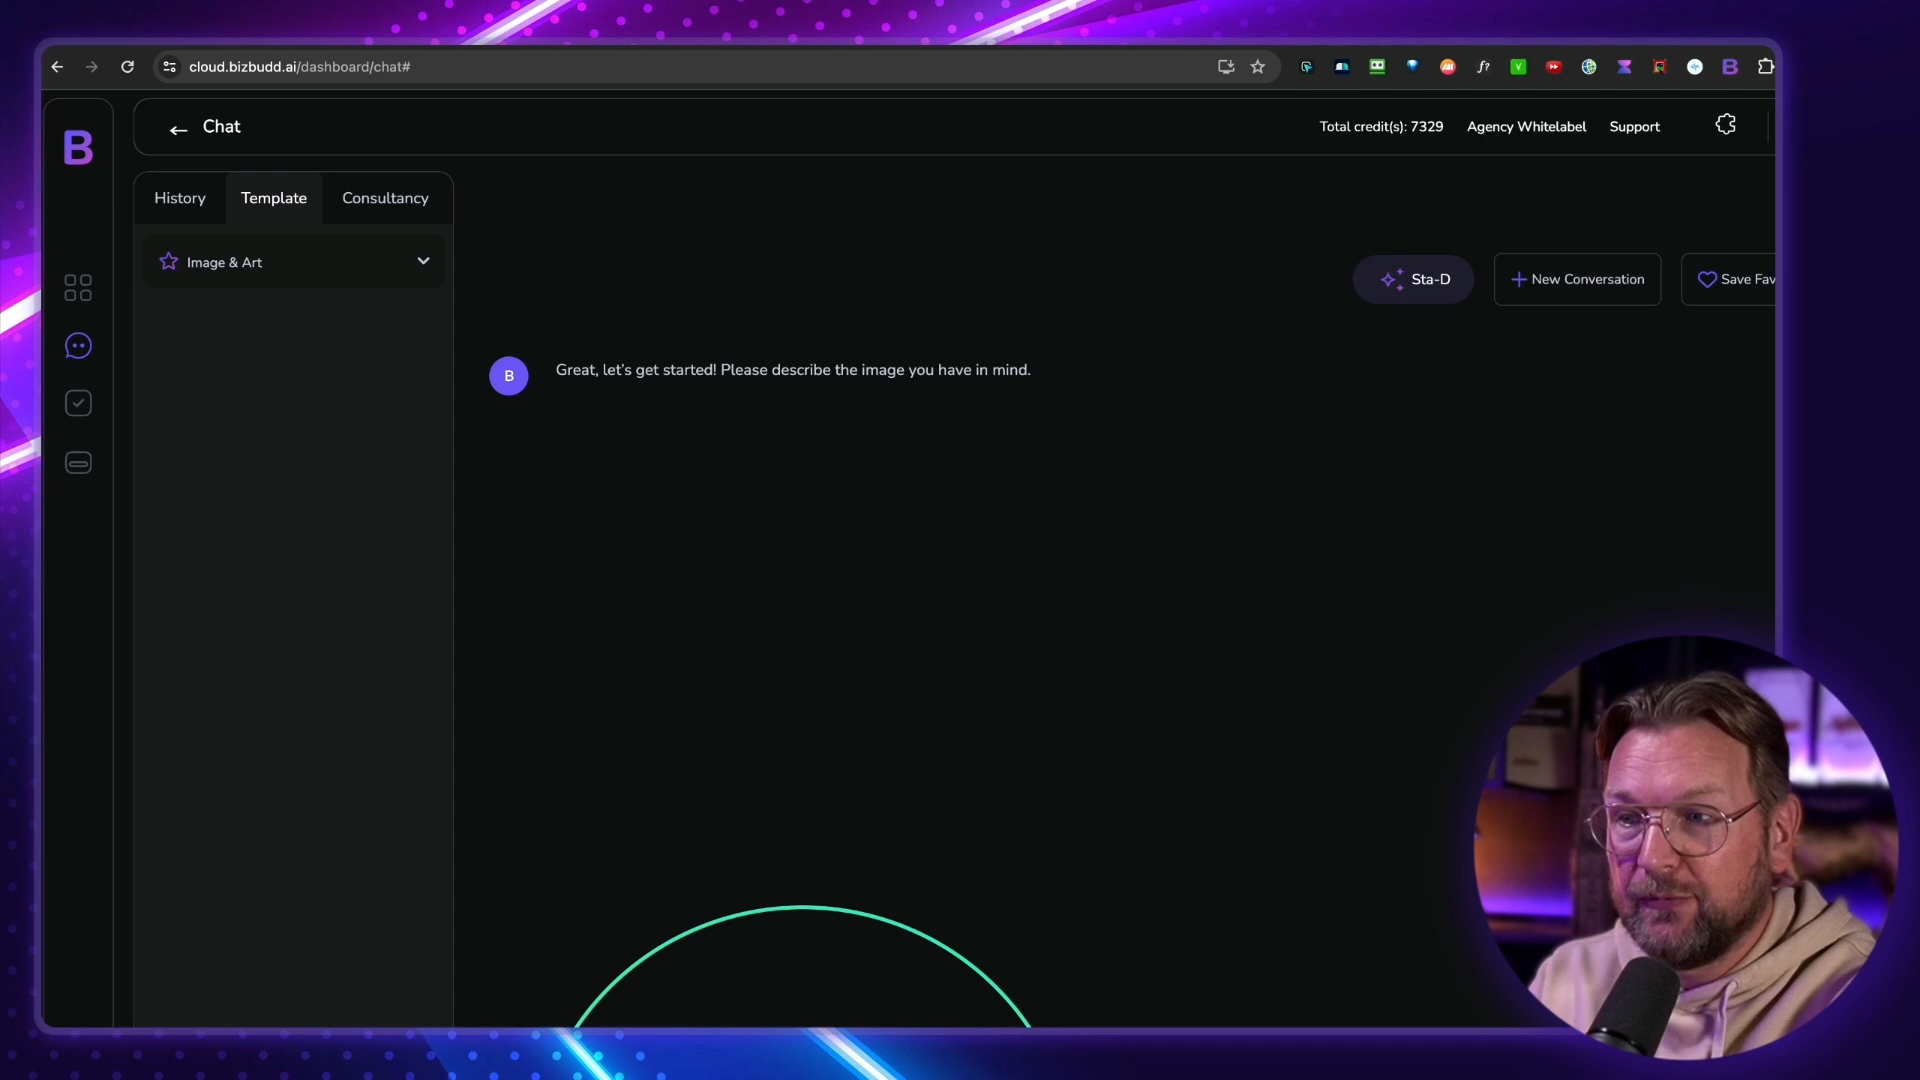 cloud.bizbudd.ai/dashboard/chat#
B
Chat
Total credit(s): 7329
Agency Whitelabel
Support
History
Template
Consultancy
Image & Art
Sta-D
New Conversation
Save Fav
B
Great, let's get started! Please describe the image you have in mind.